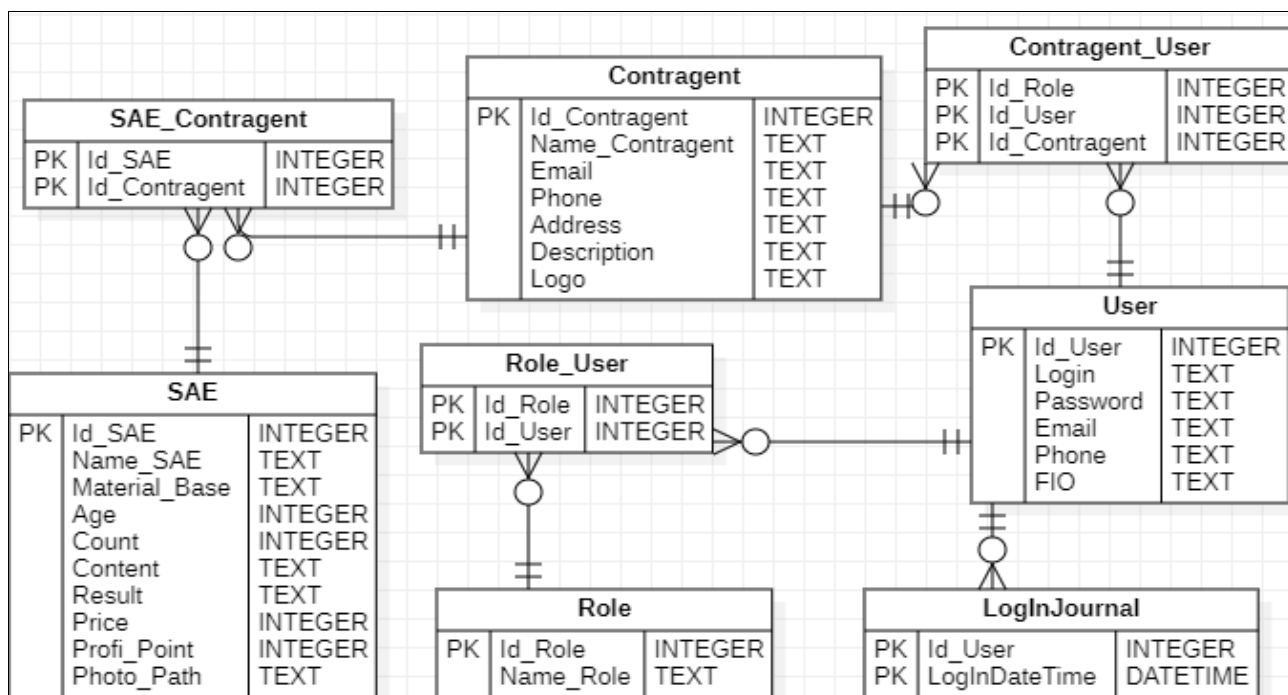 SAE_Contragent
PK Id_SAE INTEGER
PK Id_Contragent INTEGER
Contragent
PK Id_Contragent INTEGER
Name_Contragent TEXT
Email TEXT
Phone TEXT
Address TEXT
Description TEXT
Logo TEXT
Contragent_User
PK Id_Role INTEGER
PK Id_User INTEGER
PK Id_Contragent INTEGER
SAE
PK Id_SAE INTEGER
Name_SAE TEXT
Material_Base TEXT
Age INTEGER
Count INTEGER
Content TEXT
Result TEXT
Price INTEGER
Profi_Point INTEGER
Photo_Path TEXT
Role_User
PK Id_Role INTEGER
PK Id_User INTEGER
User
PK Id_User INTEGER
Login TEXT
Password TEXT
Email TEXT
Phone TEXT
FIO TEXT
Role
PK Id_Role INTEGER
Name_Role TEXT
LogInJournal
PK Id_User INTEGER
PK LogInDateTime DATETIME